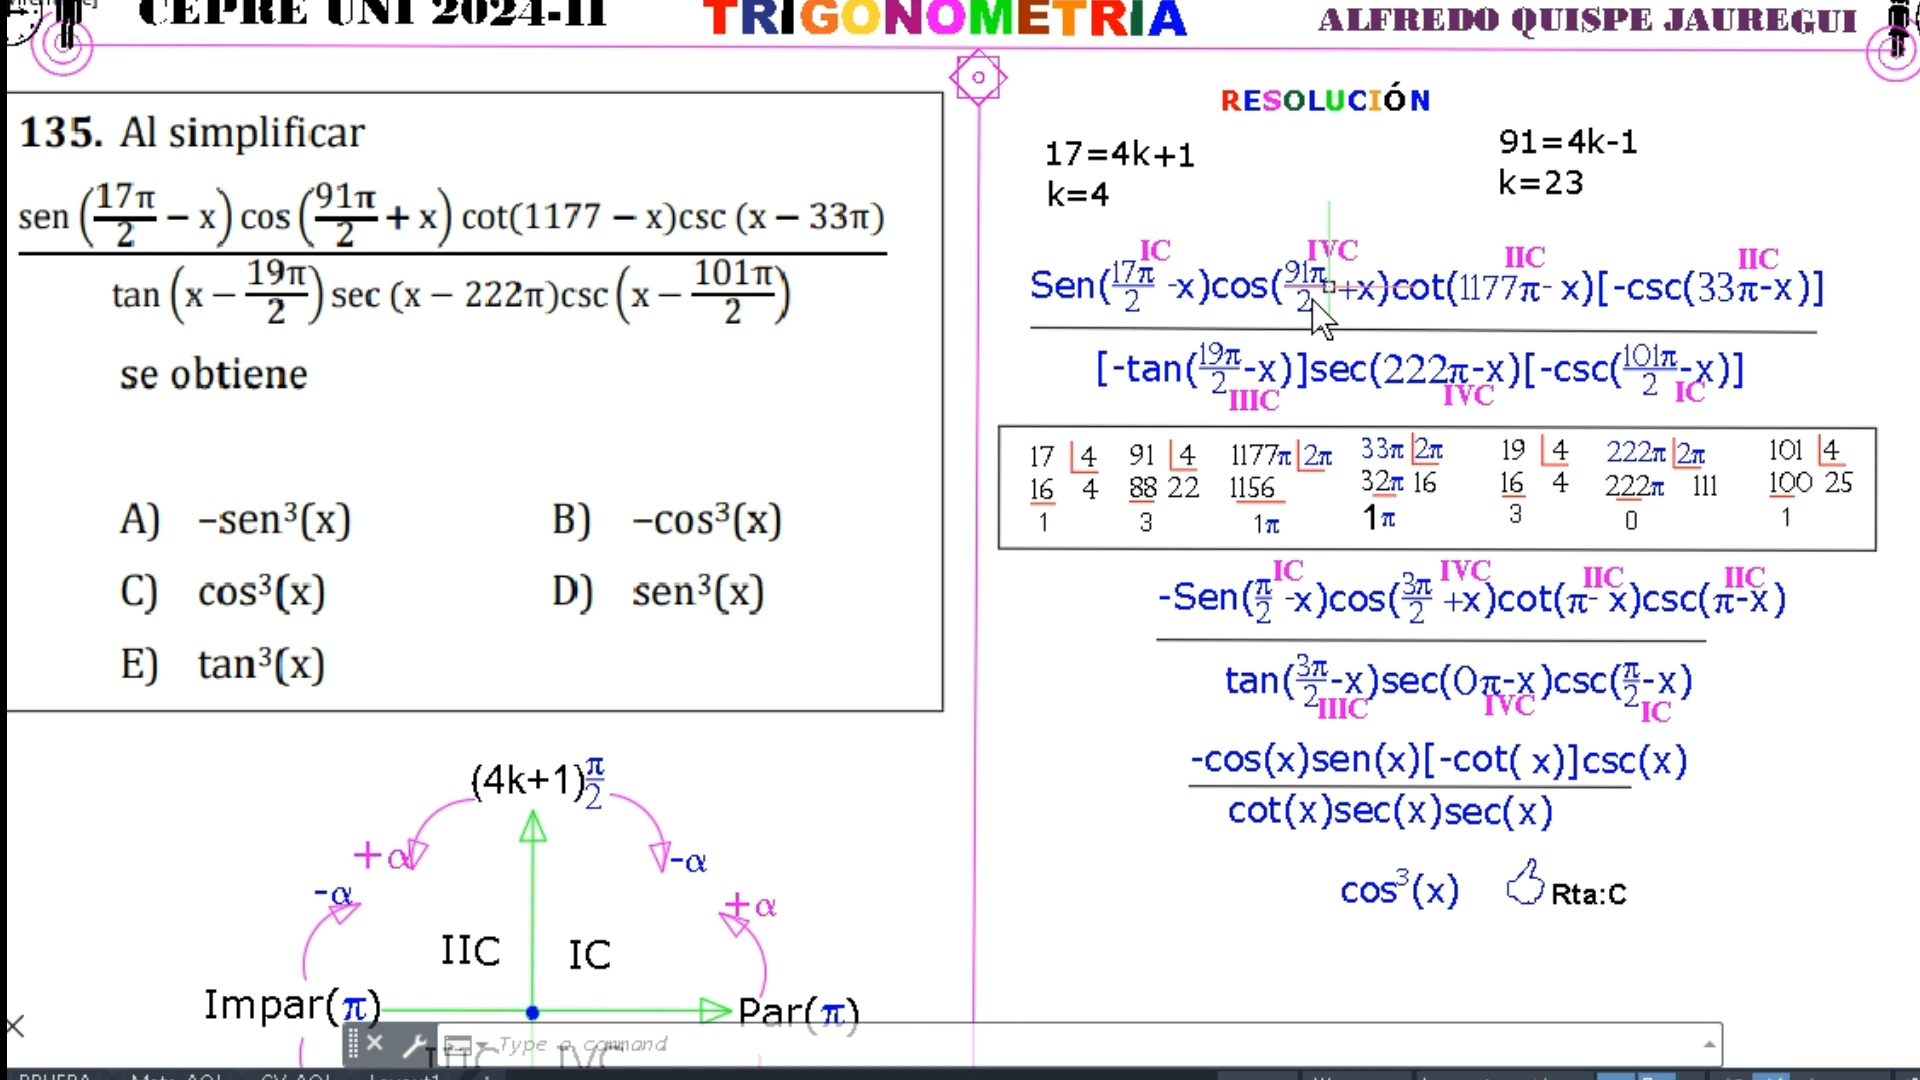 CEPRE UNI 2024-II
TRIGONOMETRIA
ALFREDO QUISPE JAUREGUI
135. Al simplificar
sen (17π/2 − x) cos (91π/2 + x) cot(1177 − x)csc (x − 33π)
tan (x − 19π/2) sec (x − 222π)csc (x − 101π/2)
se obtiene
A) −sen³(x)
B) −cos³(x)
C) cos³(x)
D) sen³(x)
E) tan³(x)
(4k+1)π/2
+α
-α
-α
+α
IIC
IC
Impar(π)
Par(π)
IVC
Type a command
RESOLUCIÓN
17=4k+1
k=4
91=4k-1
k=23
IC IVC IIC IIC
Sen(17π/2 -x)cos(91π/2 +x)cot(1177π- x)[-csc(33π-x)]
[-tan(19π/2-x)]sec(222π-x)[-csc(101π/2-x)]
IIIC IVC IC
17 4 91 4 1177π 2π 33π 2π 19 4 222π 2π 101 4
16 4 88 22 1156 32π 16 16 4 222π 111 100 25
1 3 1π 1π 3 0 1
IC IVC IIC IIC
-Sen(π/2 -x)cos(3π/2 +x)cot(π- x)csc(π-x)
tan(3π/2-x)sec(0π-x)csc(π/2-x)
IIIC IVC IC
-cos(x)sen(x)[-cot( x)]csc(x)
cot(x)sec(x)sec(x)
cos³(x) Rta:C